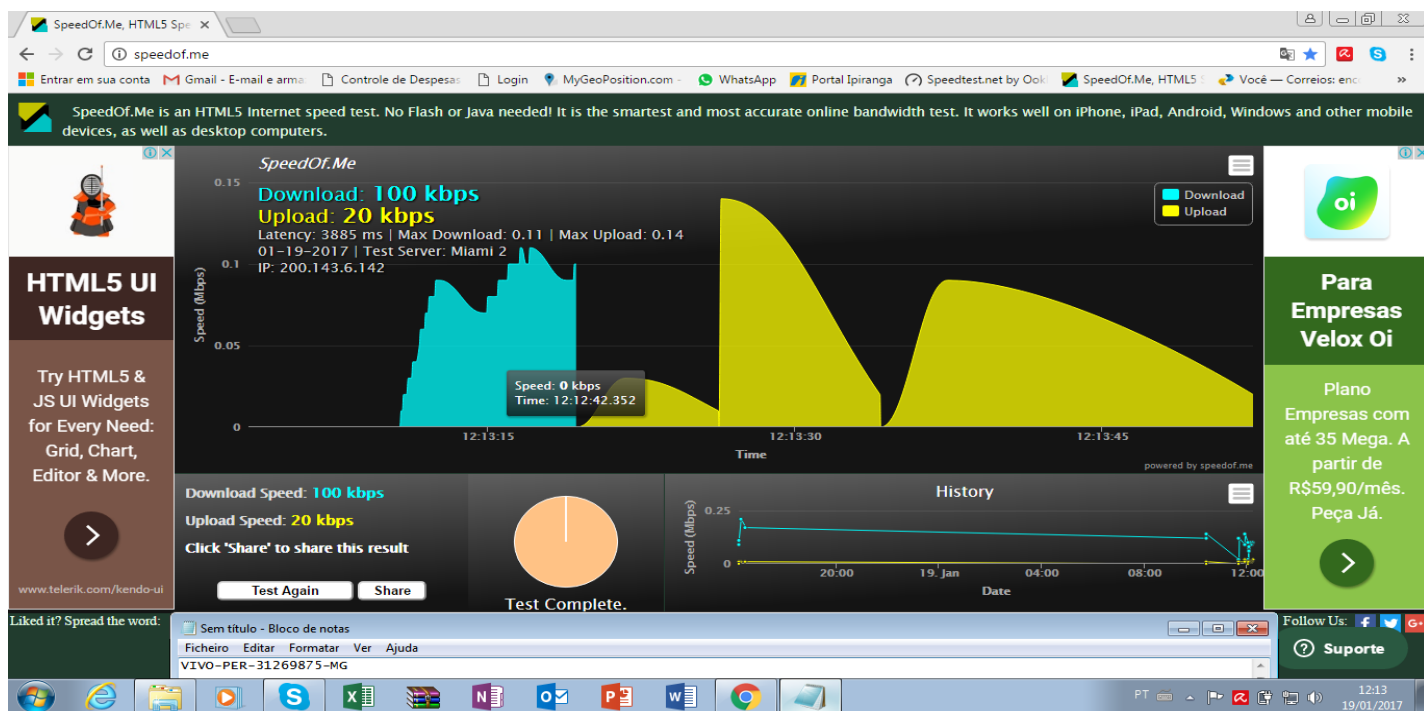 SpeedOf.Me, HTML5 Spe
speedof.me
Entrar em sua conta Gmail - E-mail e arma Controle de Despesas Login MyGeoPosition.com - WhatsApp Portal Ipiranga Speedtest.net by Ookl SpeedOf.Me, HTML5 S Você — Correios: enc »
SpeedOf.Me is an HTML5 Internet speed test. No Flash or Java needed! It is the smartest and most accurate online bandwidth test. It works well on iPhone, iPad, Android, Windows and other mobile
devices, as well as desktop computers.
HTML5 UI
Widgets
Try HTML5 &
JS UI Widgets
for Every Need:
Grid, Chart,
Editor & More.
www.telerik.com/kendo-ui
SpeedOf.Me
Download: 100 kbps
Upload: 20 kbps
Latency: 3885 ms | Max Download: 0.11 | Max Upload: 0.14
01-19-2017 | Test Server: Miami 2
IP: 200.143.6.142
Download
Upload
Speed (Mbps)
0.15
0.1
0.05
0
Speed: 0 kbps
Time: 12:12:42.352
12:13:15 12:13:30 12:13:45
Time
powered by speedof.me
oi
Para
Empresas
Velox Oi
Plano
Empresas com
até 35 Mega. A
partir de
R$59,90/mês.
Peça Já.
Download Speed: 100 kbps
Upload Speed: 20 kbps
Click 'Share' to share this result
Test Again Share
Test Complete.
History
Speed (Mbps)
0.25
0
20:00 19. Jan 04:00 08:00 12:00
Date
Liked it? Spread the word:
Follow Us: f G+
Suporte
Sem título - Bloco de notas
Ficheiro Editar Formatar Ver Ajuda
VIVO-PER-31269875-MG
PT 12:13
19/01/2017